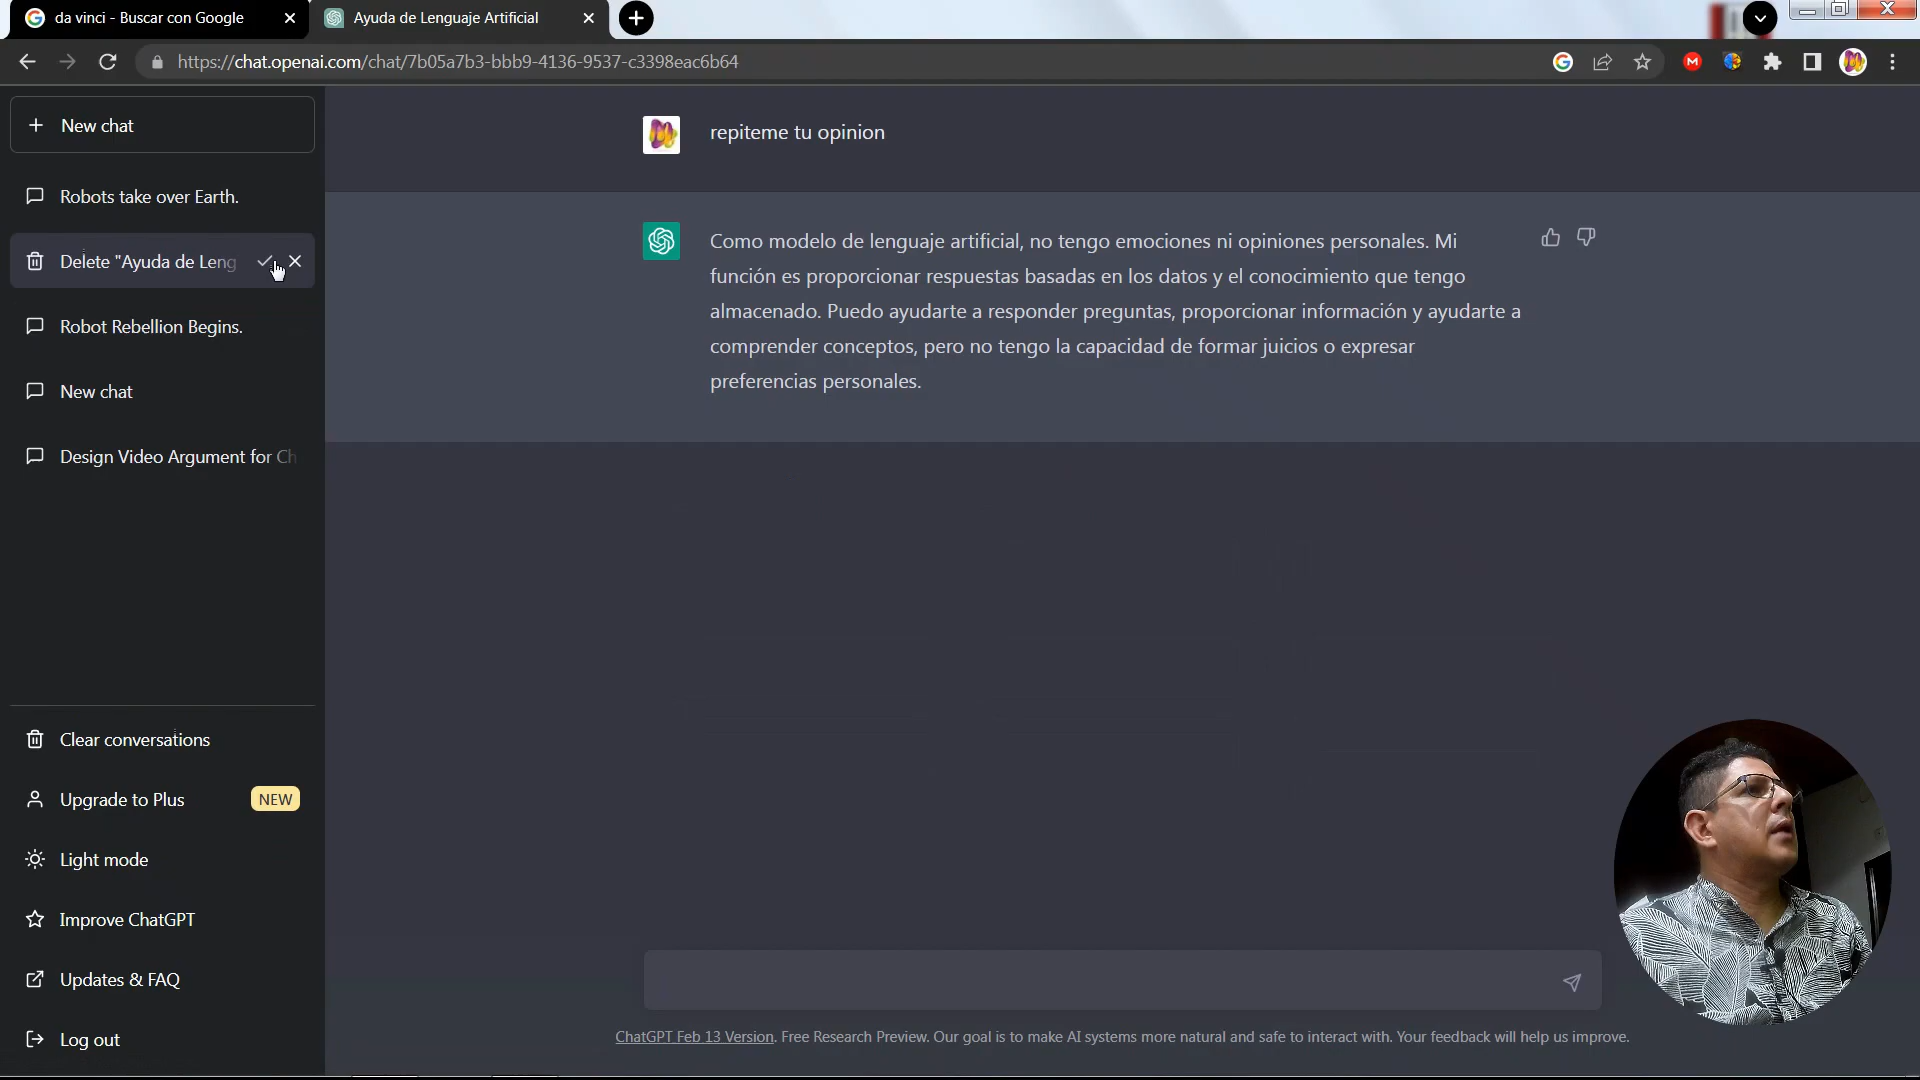 da vinci - Buscar con Google
Ayuda de Lenguaje Artificial
https://chat.openai.com/chat/7b05a7b3-bbb9-4136-9537-c3398eac6b64
New chat
Robots take over Earth.
Delete "Ayuda de Leng
Robot Rebellion Begins.
New chat
Design Video Argument for Ch
Clear conversations
Upgrade to Plus
NEW
Light mode
Improve ChatGPT
Updates & FAQ
Log out
repiteme tu opinion
Como modelo de lenguaje artificial, no tengo emociones ni opiniones personales. Mi
función es proporcionar respuestas basadas en los datos y el conocimiento que tengo
almacenado. Puedo ayudarte a responder preguntas, proporcionar información y ayudarte a
comprender conceptos, pero no tengo la capacidad de formar juicios o expresar
preferencias personales.
ChatGPT Feb 13 Version. Free Research Preview. Our goal is to make AI systems more natural and safe to interact with. Your feedback will help us improve.